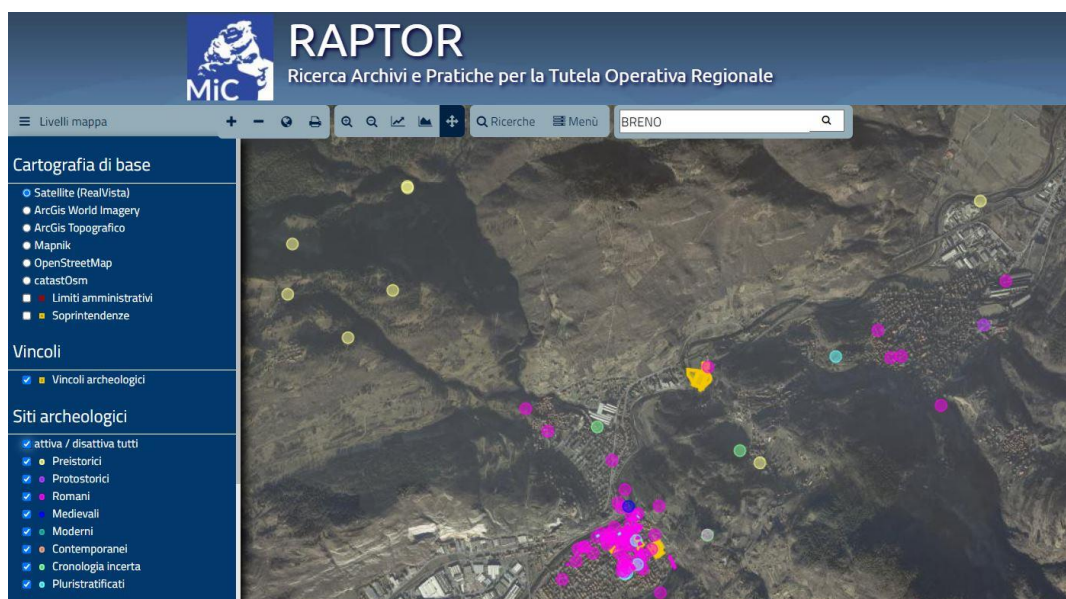 RAPTOR
Ricerca Archivi e Pratiche per la Tutela Operativa Regionale
MiC
Livelli mappa
Ricerche
Menù
BRENO
Cartografia di base
Satellite (RealVista)
ArcGis World Imagery
ArcGis Topografico
Mapnik
OpenStreetMap
catastOsm
Limiti amministrativi
Soprintendenze
Vincoli
Vincoli archeologici
Siti archeologici
attiva / disattiva tutti
Preistorici
Protostorici
Romani
Medievali
Moderni
Contemporanei
Cronologia incerta
Pluristratificati